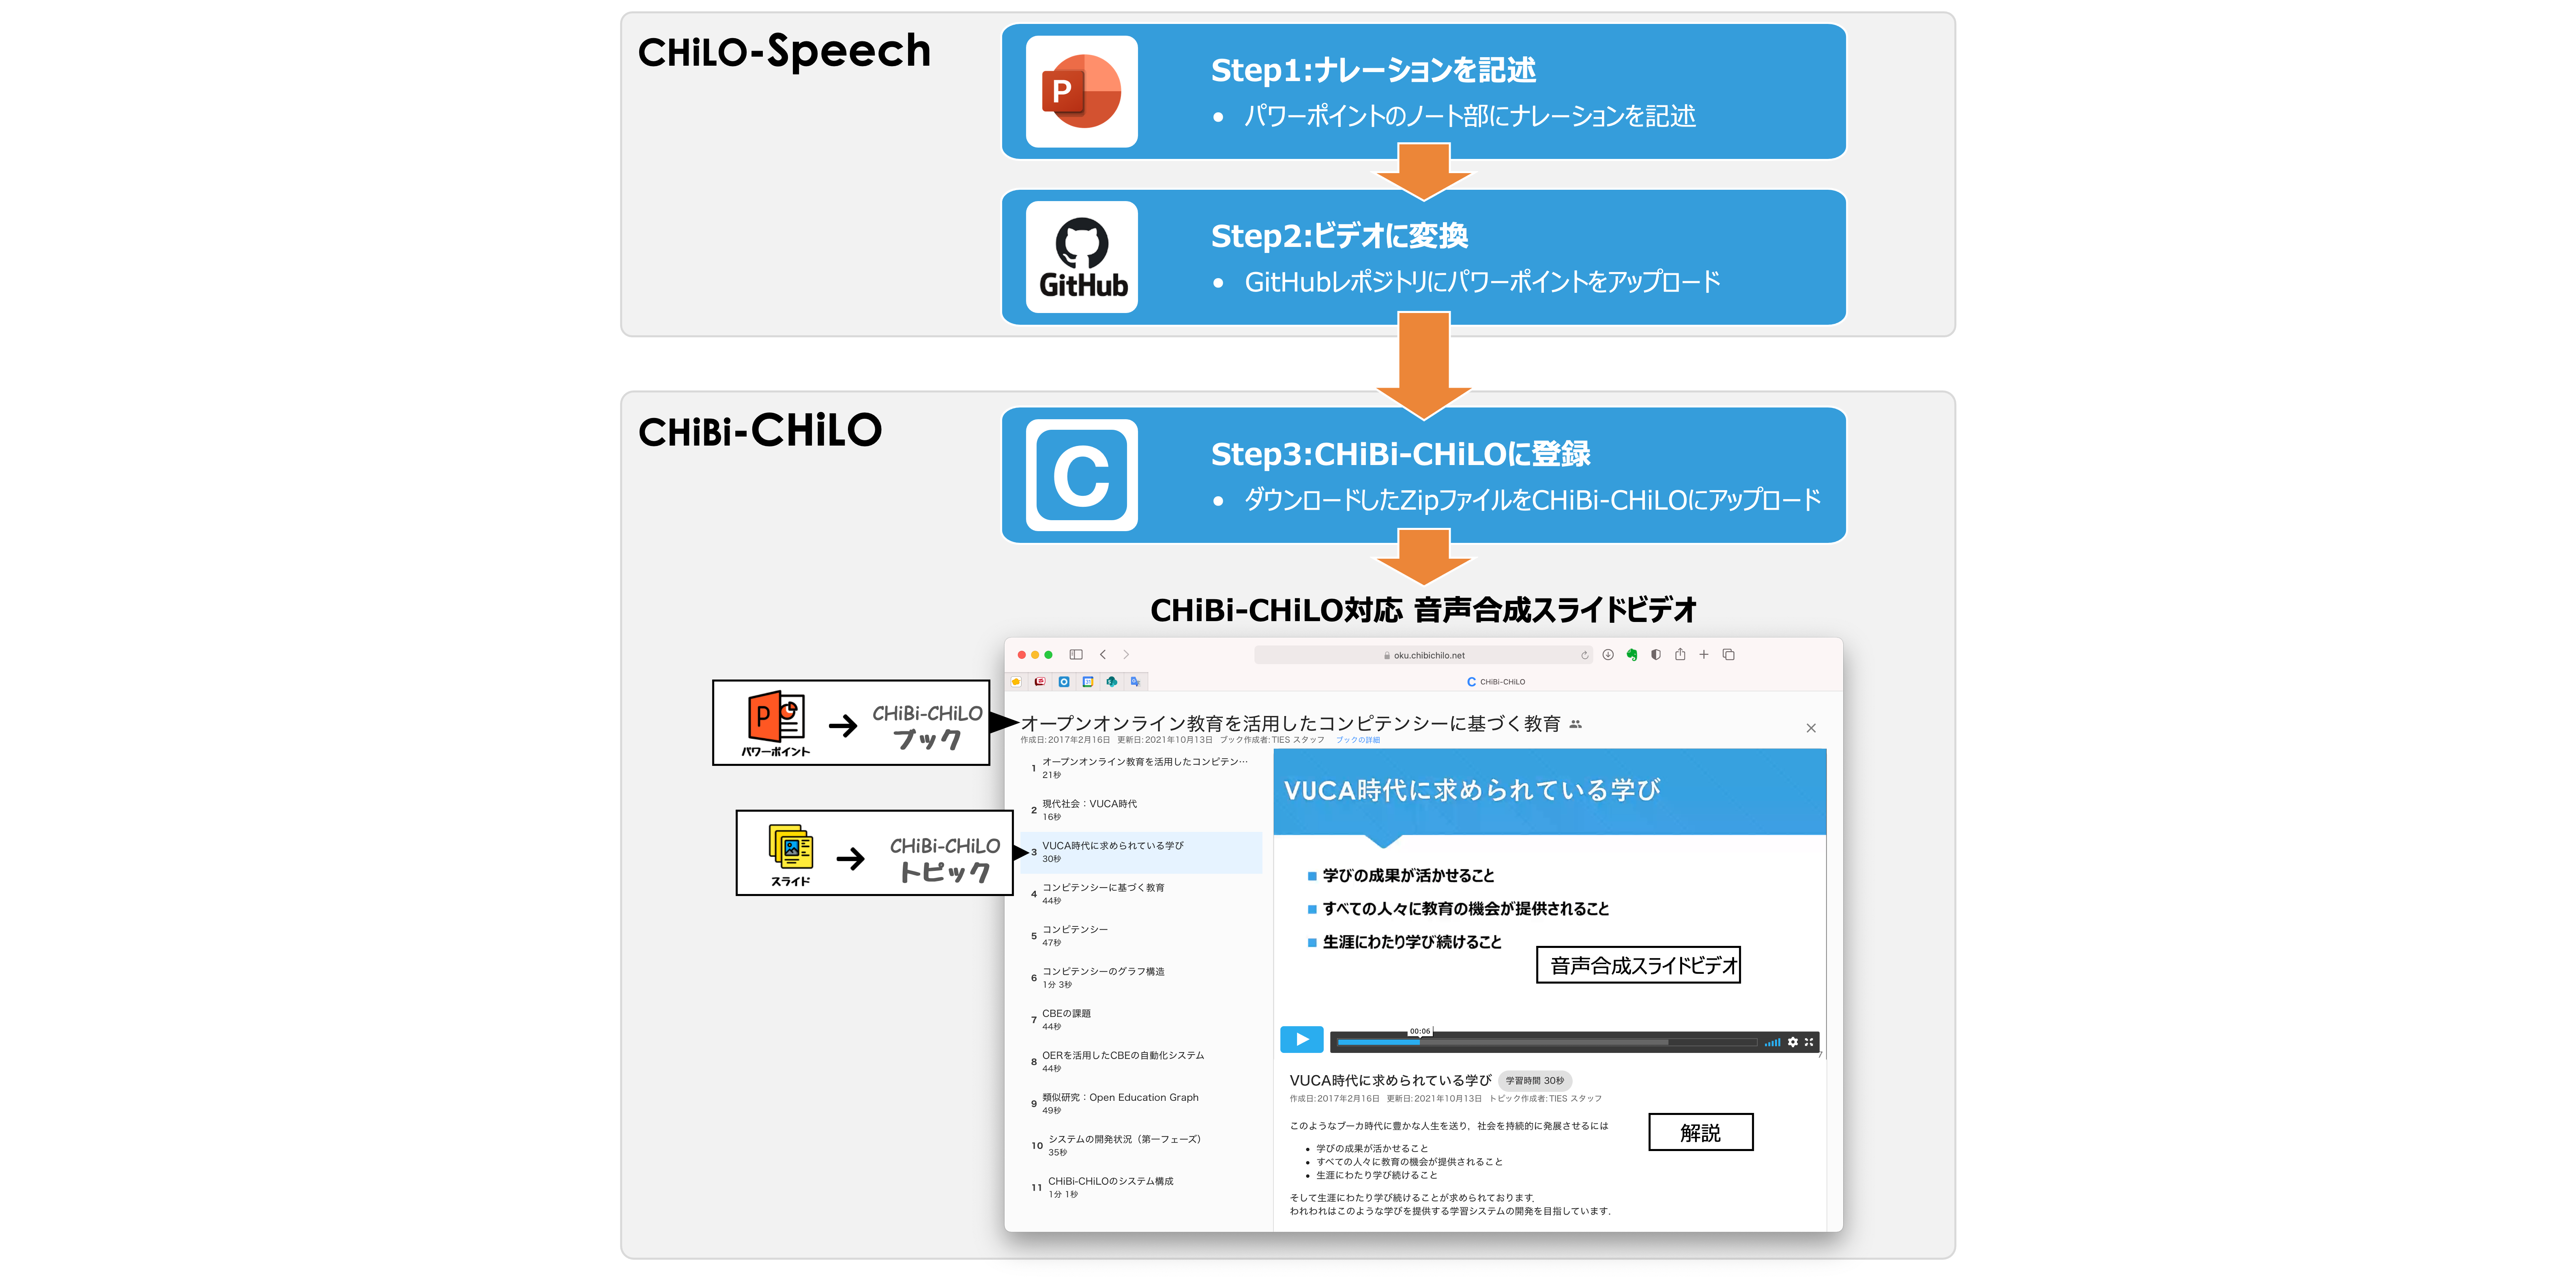 CHiLO-Speech
P
Step1:ナレーションを記述
• パワーポイントのノート部にナレーションを記述
GitHub
Step2:ビデオに変換
• GitHubレポジトリにパワーポイントをアップロード
CHiBi-CHiLO
C
Step3:CHiBi-CHiLOに登録
• ダウンロードしたZipファイルをCHiBi-CHiLOにアップロード
CHiBi-CHiLO対応 音声合成スライドビデオ
oku.chibichilo.net
C CHiBi-CHiLO
P
パワーポイント
CHiBi-CHiLO
ブック
オープンオンライン教育を活用したコンピテンシーに基づく教育
作成日:2017年2月16日 更新日:2021年10月13日 ブック作成者:TIES スタッフ ブックの詳細
スライド
CHiBi-CHiLO
トピック
1 オープンオンライン教育を活用したコンピテン…
21秒
2 現代社会：VUCA時代
16秒
3 VUCA時代に求められている学び
30秒
4 コンピテンシーに基づく教育
44秒
5 コンピテンシー
47秒
6 コンピテンシーのグラフ構造
1分 3秒
7 CBEの課題
44秒
8 OERを活用したCBEの自動化システム
44秒
9 類似研究：Open Education Graph
49秒
10 システムの開発状況（第一フェーズ）
35秒
11 CHiBi-CHiLOのシステム構成
1分 1秒
VUCA時代に求められている学び
■ 学びの成果が活かせること
■ すべての人々に教育の機会が提供されること
■ 生涯にわたり学び続けること
音声合成スライドビデオ
00:06
7
VUCA時代に求められている学び 学習時間 30秒
作成日:2017年2月16日 更新日:2021年10月13日 トピック作成者:TIES スタッフ
このようなブーカ時代に豊かな人生を送り，社会を持続的に発展させるには
• 学びの成果が活かせること
• すべての人々に教育の機会が提供されること
• 生涯にわたり学び続けること
解説
そして生涯にわたり学び続けることが求められております．
われわれはこのような学びを提供する学習システムの開発を目指しています．